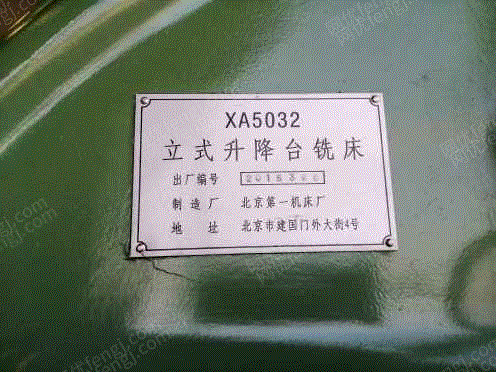 XA5032
立式升降台铣床
出厂编号
制造厂 北京第一机床厂
地址 北京市建国门外大街4号